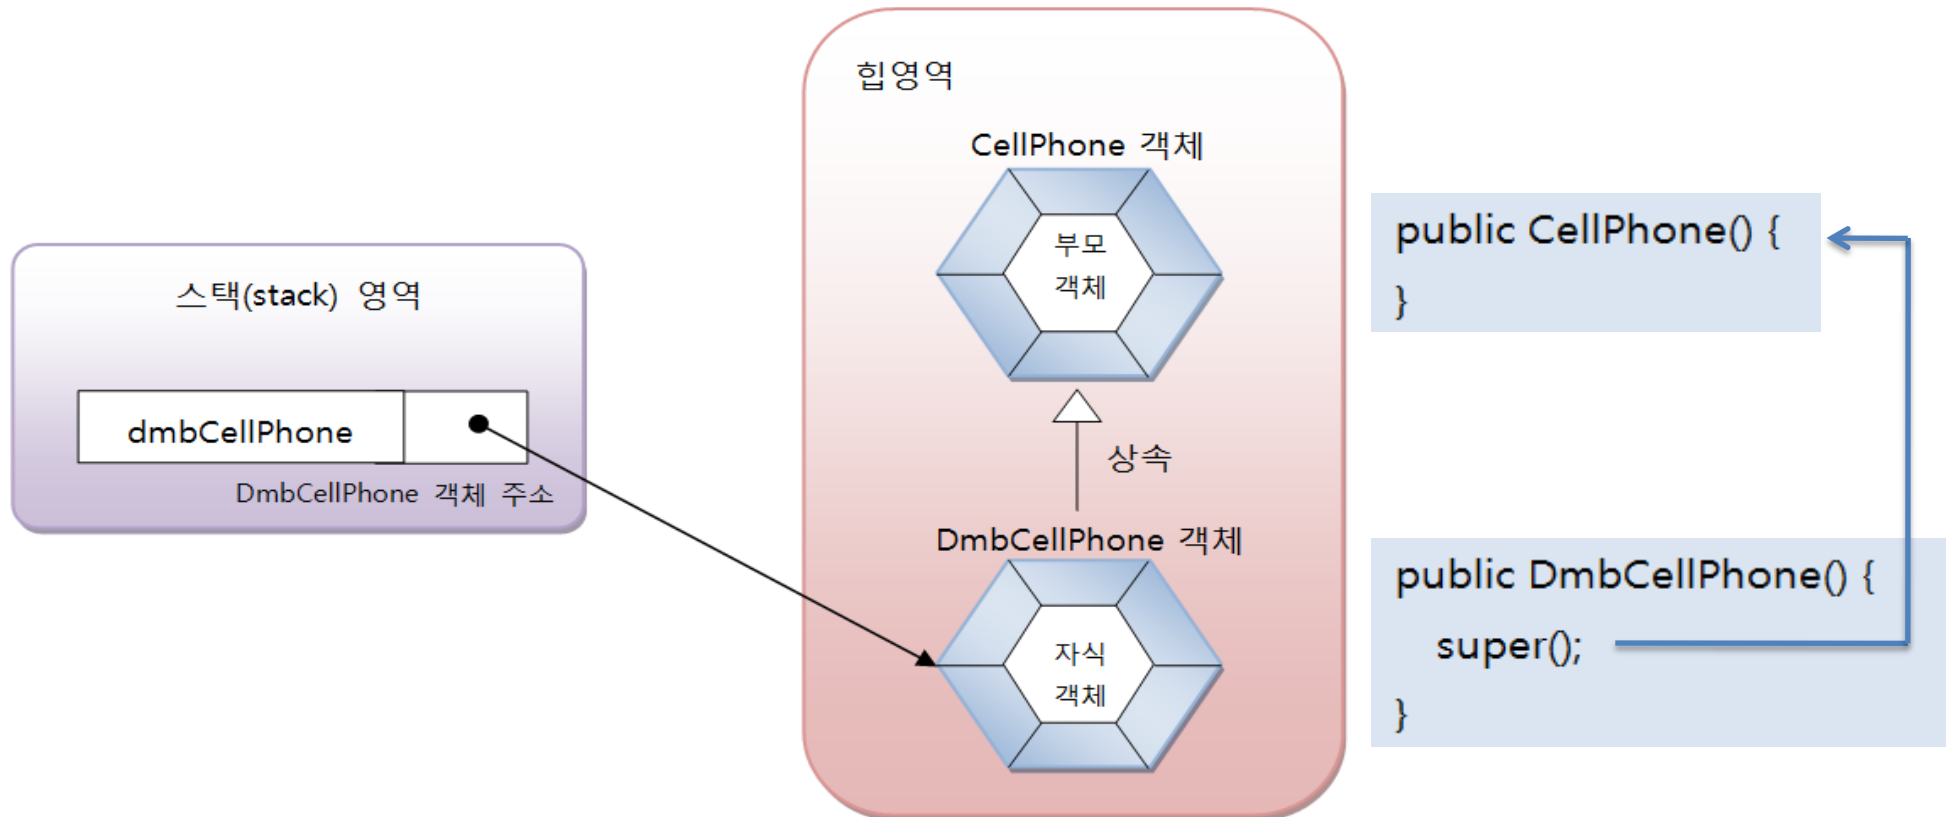 스택(stack) 영역
dmbCellPhone
DmbCellPhone 객체 주소
힙영역
CellPhone 객체
부모
객체
상속
DmbCellPhone 객체
자식
객체
public CellPhone() {
}
public DmbCellPhone() {
super();
}